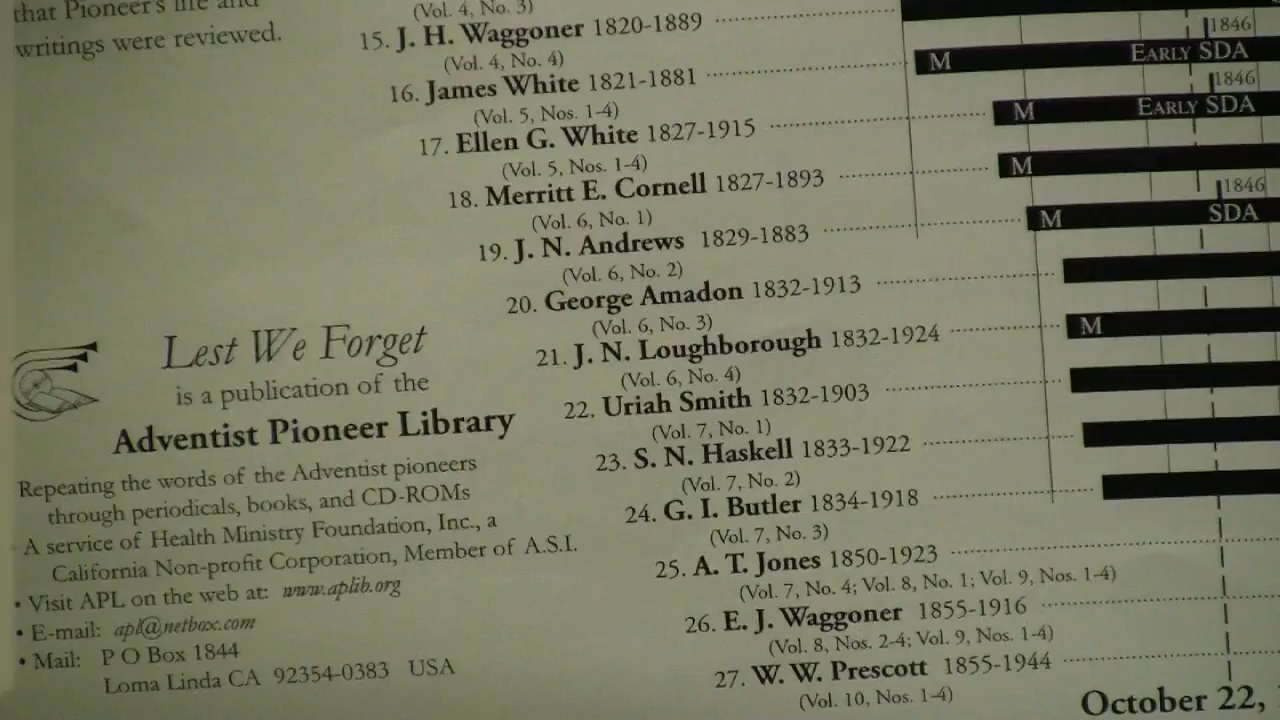 that Pioneer's life and
writings were reviewed.
(Vol. 4, No. 3)
15. J. H. Waggoner 1820-1889
(Vol. 4, No. 4)
16. James White 1821-1881
(Vol. 5, Nos. 1-4)
17. Ellen G. White 1827-1915
(Vol. 5, Nos. 1-4)
18. Merritt E. Cornell 1827-1893
(Vol. 6, No. 1)
19. J. N. Andrews 1829-1883
(Vol. 6, No. 2)
20. George Amadon 1832-1913
(Vol. 6, No. 3)
21. J. N. Loughborough 1832-1924
(Vol. 6, No. 4)
22. Uriah Smith 1832-1903
(Vol. 7, No. 1)
23. S. N. Haskell 1833-1922
(Vol. 7, No. 2)
24. G. I. Butler 1834-1918
(Vol. 7, No. 3)
25. A. T. Jones 1850-1923
(Vol. 7, No. 4; Vol. 8, No. 1; Vol. 9, Nos. 1-4)
26. E. J. Waggoner 1855-1916
(Vol. 8, Nos. 2-4; Vol. 9, Nos. 1-4)
27. W. W. Prescott 1855-1944
(Vol. 10, Nos. 1-4)
1846
M EARLY SDA
1846
M EARLY SDA
M
1846
M SDA
M
October 22,
Lest We Forget
is a publication of the
Adventist Pioneer Library
Repeating the words of the Adventist pioneers
through periodicals, books, and CD-ROMs
A service of Health Ministry Foundation, Inc., a
California Non-profit Corporation, Member of A.S.I.
• Visit APL on the web at: www.aplib.org
• E-mail: apl@netbox.com
• Mail: P O Box 1844
Loma Linda CA 92354-0383 USA